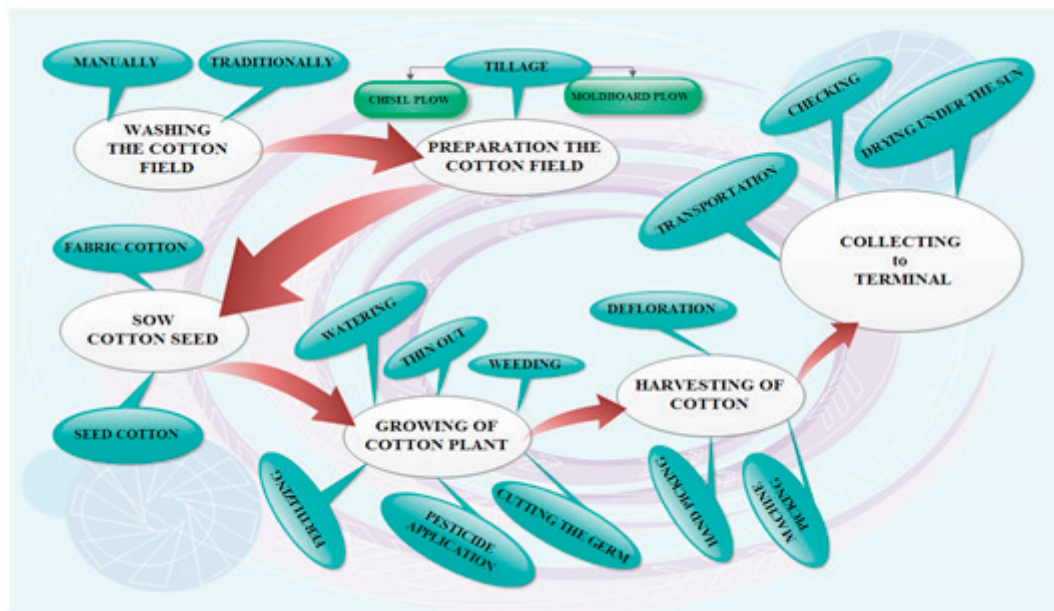 MANUALLY
TRADITIONALLY
WASHING
THE COTTON
FIELD
TILLAGE
CHISEL PLOW
MOLDBOARD PLOW
PREPARATION THE
COTTON FIELD
CHECKING
DRYING UNDER THE SUN
TRANSPORTATION
COLLECTING
to
TERMINAL
FABRIC COTTON
SOW
COTTON SEED
SEED COTTON
WATERING
THIN OUT
WEEDING
GROWING OF
COTTON PLANT
FERTILIZING
PESTICIDE
APPLICATION
CUTTING THE GERM
DEFLORATION
HARVESTING OF
COTTON
HAND PICKING
MACHINE
PICKING